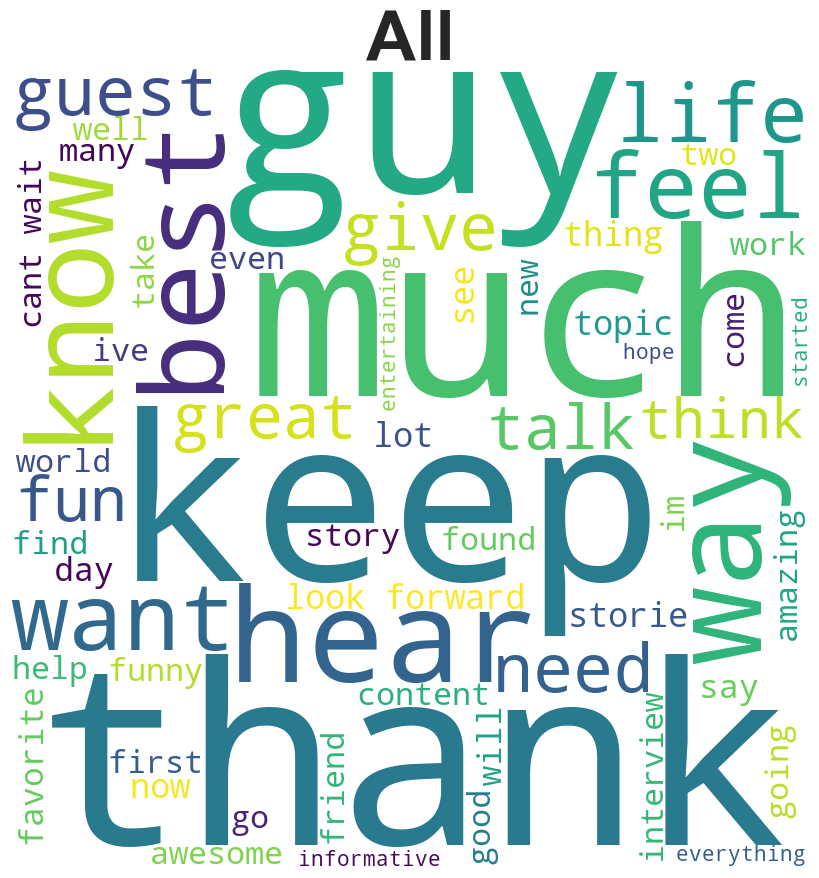 All
guest
guy
life
well
many
best
two
feel
cant wait
know
give
thing
work
take
even
much
entertaining
see
new
topic
come
ive
hope
started
great
lot
talk
think
world
keep
way
fun
im
story
found
find
amazing
day
look forward
want
hear
storie
need
help
funny
content
say
thank
favorite
first
now
will
interview
going
friend
go
good
awesome
informative
everything